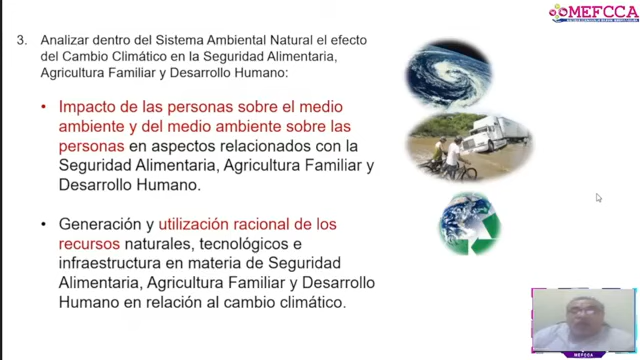 MEFCCA
3. Analizar dentro del Sistema Ambiental Natural el efecto
del Cambio Climático en la Seguridad Alimentaria,
Agricultura Familiar y Desarrollo Humano:
• Impacto de las personas sobre el medio
ambiente y del medio ambiente sobre las
personas en aspectos relacionados con la
Seguridad Alimentaria, Agricultura Familiar y
Desarrollo Humano.
• Generación y utilización racional de los
recursos naturales, tecnológicos e
infraestructura en materia de Seguridad
Alimentaria, Agricultura Familiar y Desarrollo
Humano en relación al cambio climático.
MEFCCA